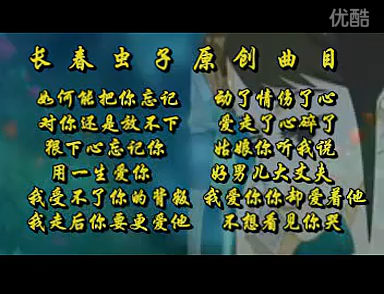 优酷
长春虫子原创曲目
如何能把你忘记 动了情伤了心
对你还是放不下 爱走了心碎了
狠下心忘记你 姑娘你听我说
用一生爱你 好男儿大丈夫
我受不了你的背叛 我爱你你却爱着他
我走后你要更爱他 不想看见你哭